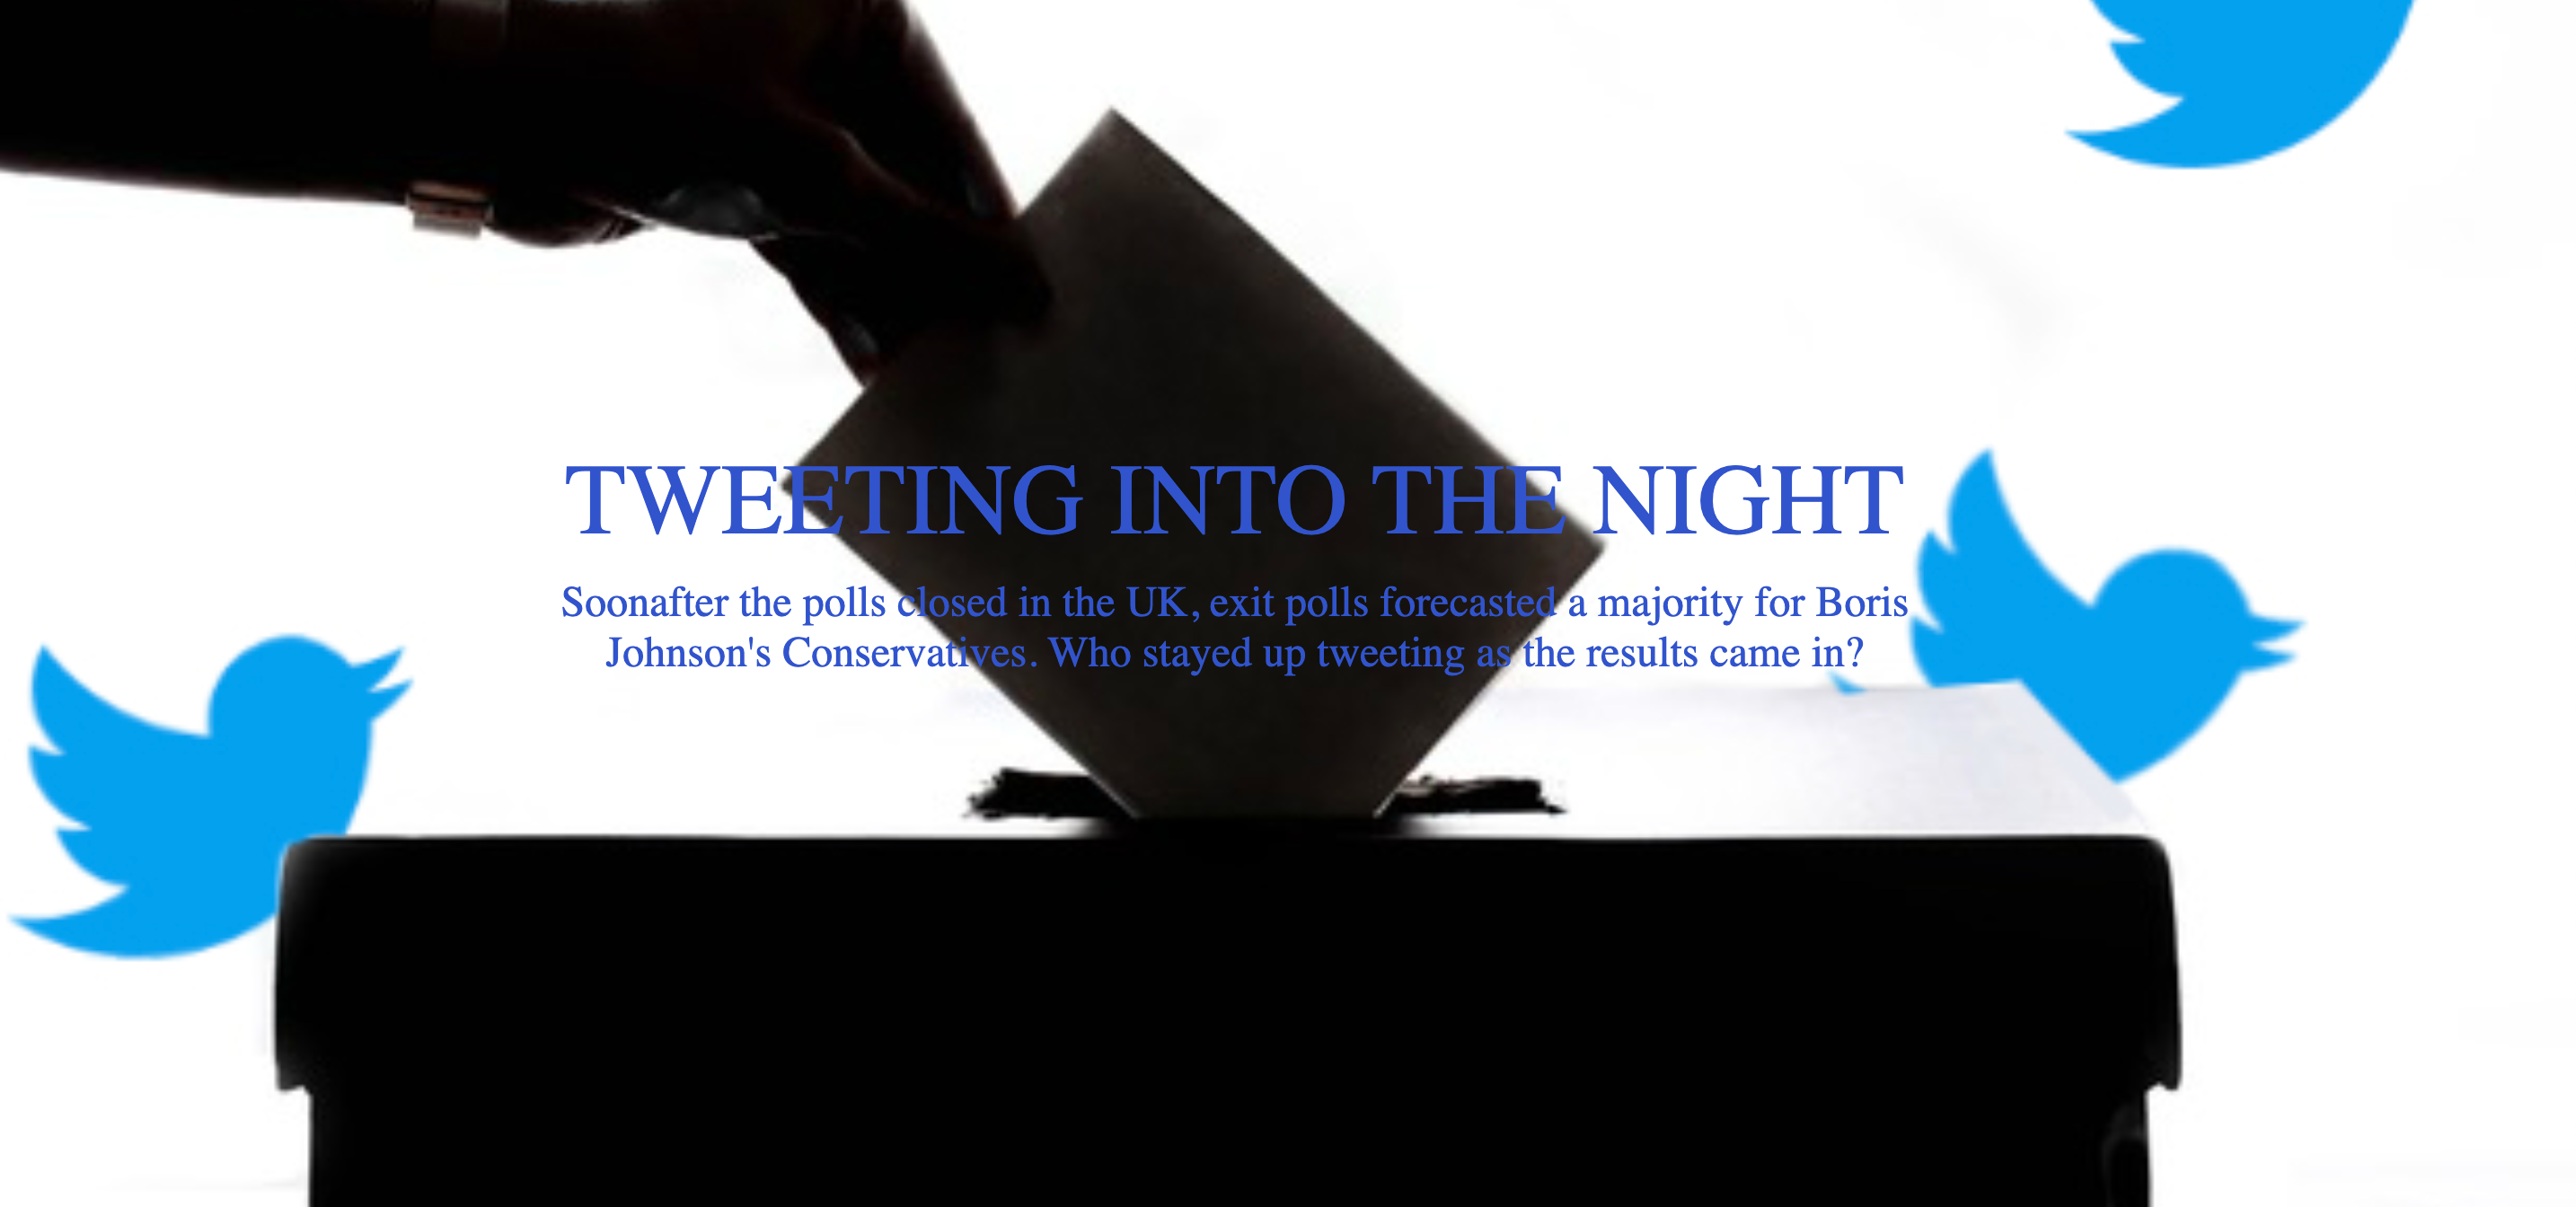 TWEETING INTO THE NIGHT
Soonafter the polls closed in the UK, exit polls forecasted a majority for Boris
Johnson's Conservatives. Who stayed up tweeting as the results came in?